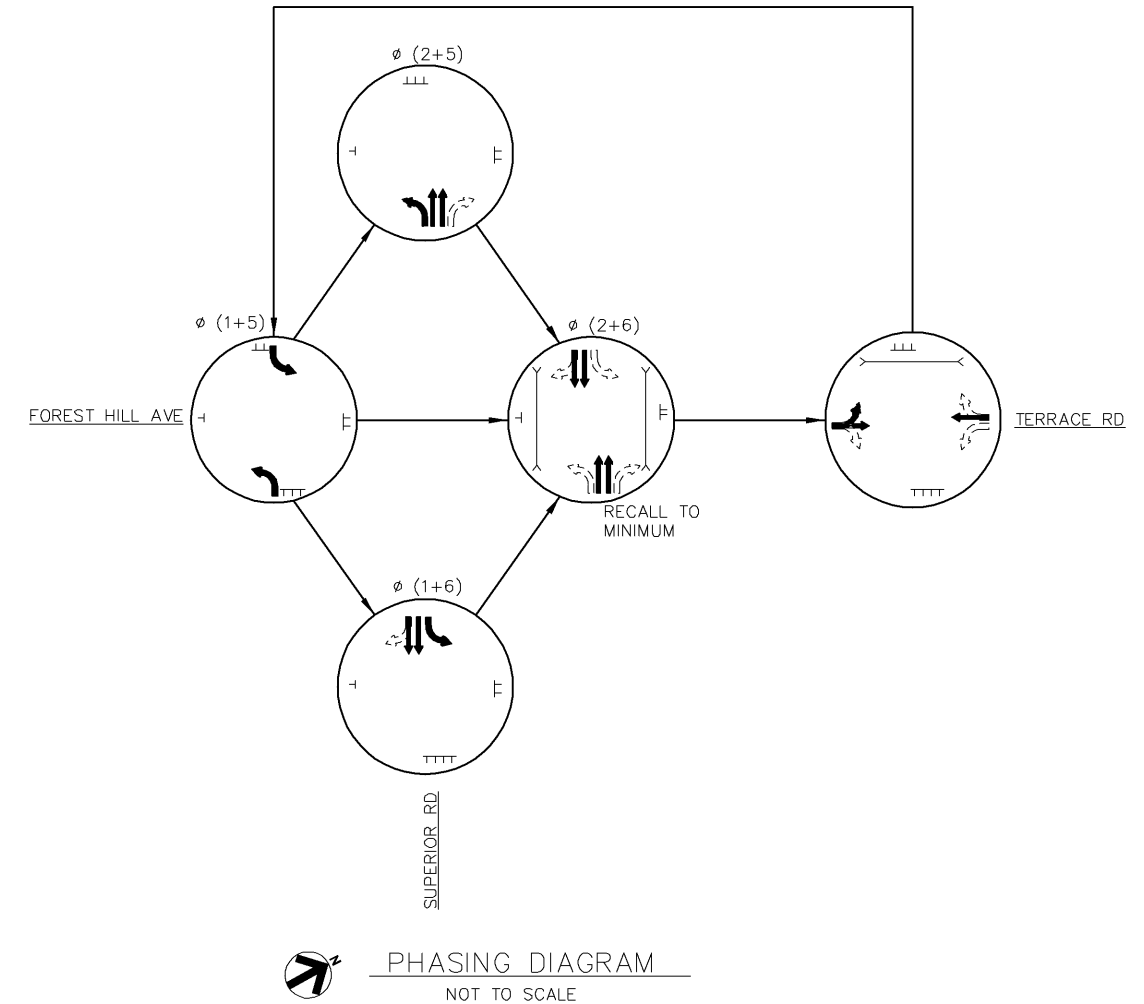 ø (2+5)
ø (1+5)
ø (2+6)
FOREST HILL AVE
TERRACE RD
RECALL TO
MINIMUM
ø (1+6)
SUPERIOR RD
N
PHASING DIAGRAM
NOT TO SCALE